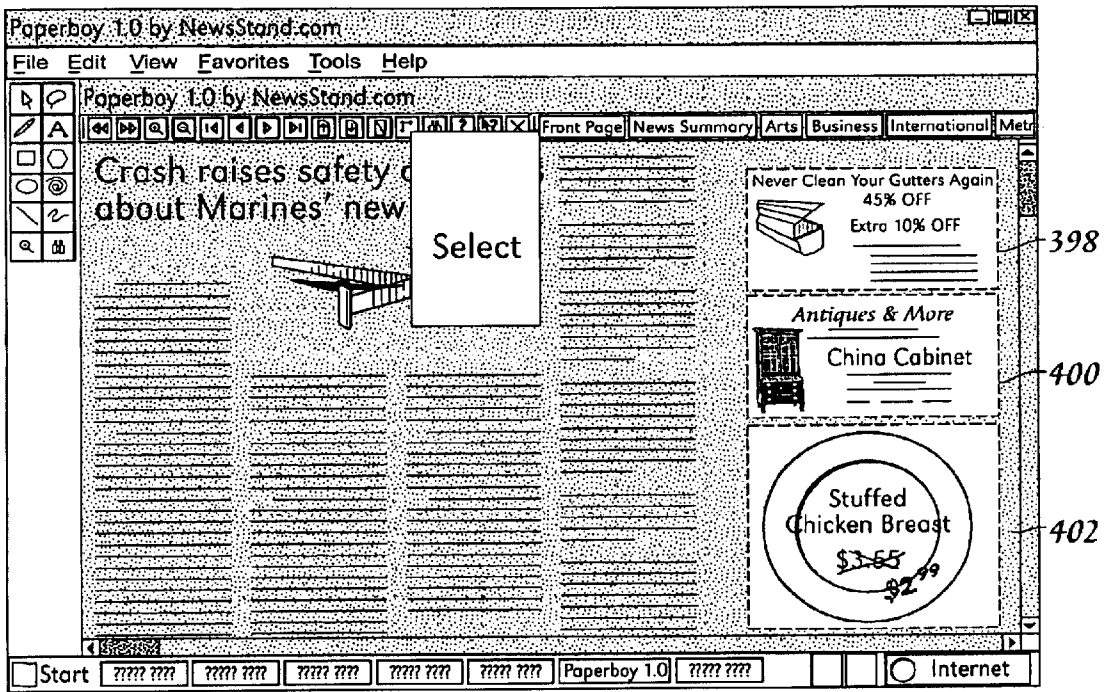 Paperboy 1.0 by NewsStand.com
File Edit View Favorites Tools Help
Paperboy 1.0 by NewsStand.com
A ? ? Front Page News Summary Arts Business International Metr
Crash raises safety
about Marines' new
Select
Never Clean Your Gutters Again
45% OFF
Extra 10% OFF
398
Antiques & More
China Cabinet
400
Stuffed
Chicken Breast
$3.65
$2.99
402
Start ????? ???? ????? ???? ????? ???? ????? ???? ????? ???? Paperboy 1.0 ????? ???? Internet